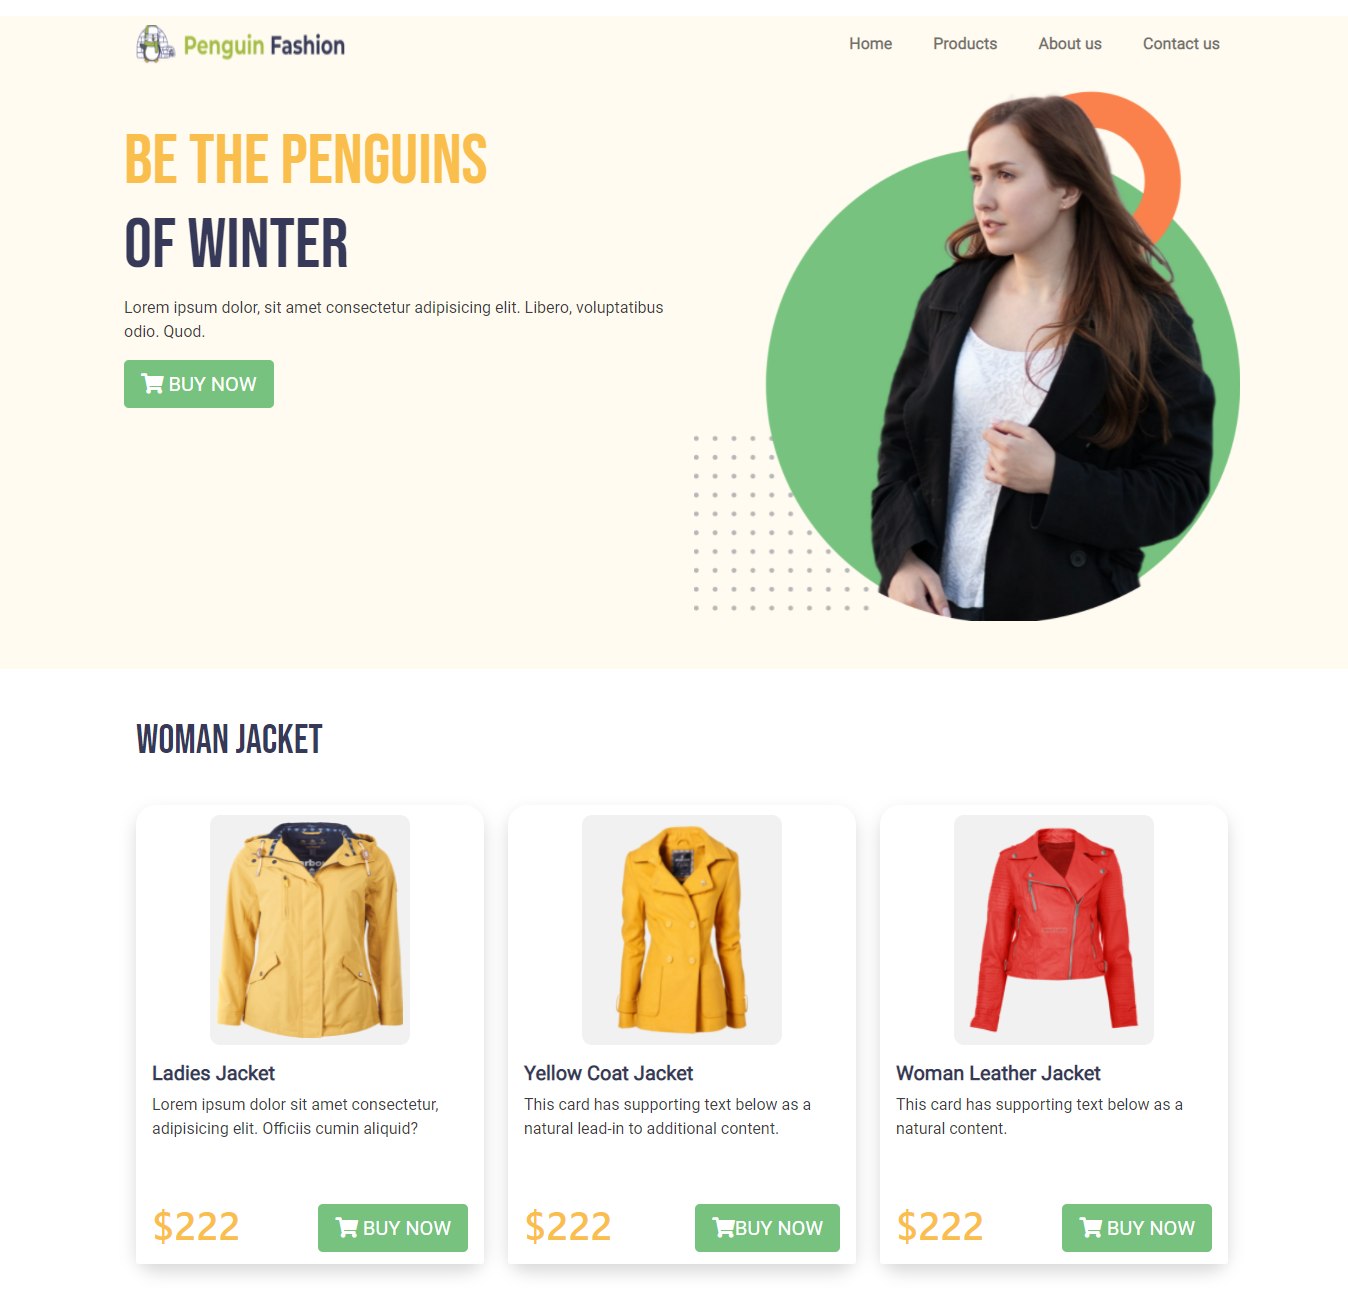 Penguin Fashion
Home Products About us Contact us
BE THE PENGUINS
OF WINTER
Lorem ipsum dolor, sit amet consectetur adipisicing elit. Libero, voluptatibus
odio. Quod.
BUY NOW
WOMAN JACKET
Ladies Jacket
Lorem ipsum dolor sit amet consectetur,
adipisicing elit. Officiis cumin aliquid?
$222 BUY NOW
Yellow Coat Jacket
This card has supporting text below as a
natural lead-in to additional content.
$222 BUY NOW
Woman Leather Jacket
This card has supporting text below as a
natural content.
$222 BUY NOW